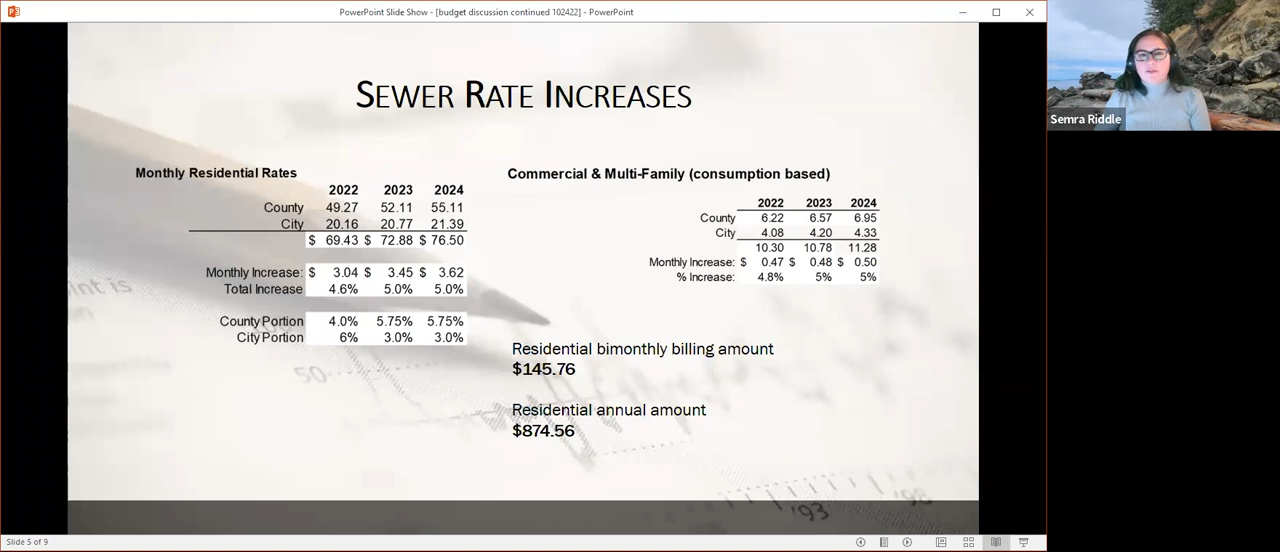 PowerPoint Slide Show - [budget discussion continued 102422] - PowerPoint
SEWER RATE INCREASES
Monthly Residential Rates
2022 2023 2024
County 49.27 52.11 55.11
City 20.16 20.77 21.39
$ 69.43 $ 72.88 $ 76.50
Monthly Increase: $ 3.04 $ 3.45 $ 3.62
Total Increase 4.6% 5.0% 5.0%
County Portion 4.0% 5.75% 5.75%
City Portion 6% 3.0% 3.0%
Commercial & Multi-Family (consumption based)
2022 2023 2024
County 6.22 6.57 6.95
City 4.08 4.20 4.33
10.30 10.78 11.28
Monthly Increase: $ 0.47 $ 0.48 $ 0.50
% Increase: 4.8% 5% 5%
Residential bimonthly billing amount
$145.76
Residential annual amount
$874.56
50
'93
'98
Semra Riddle
Slide 5 of 9